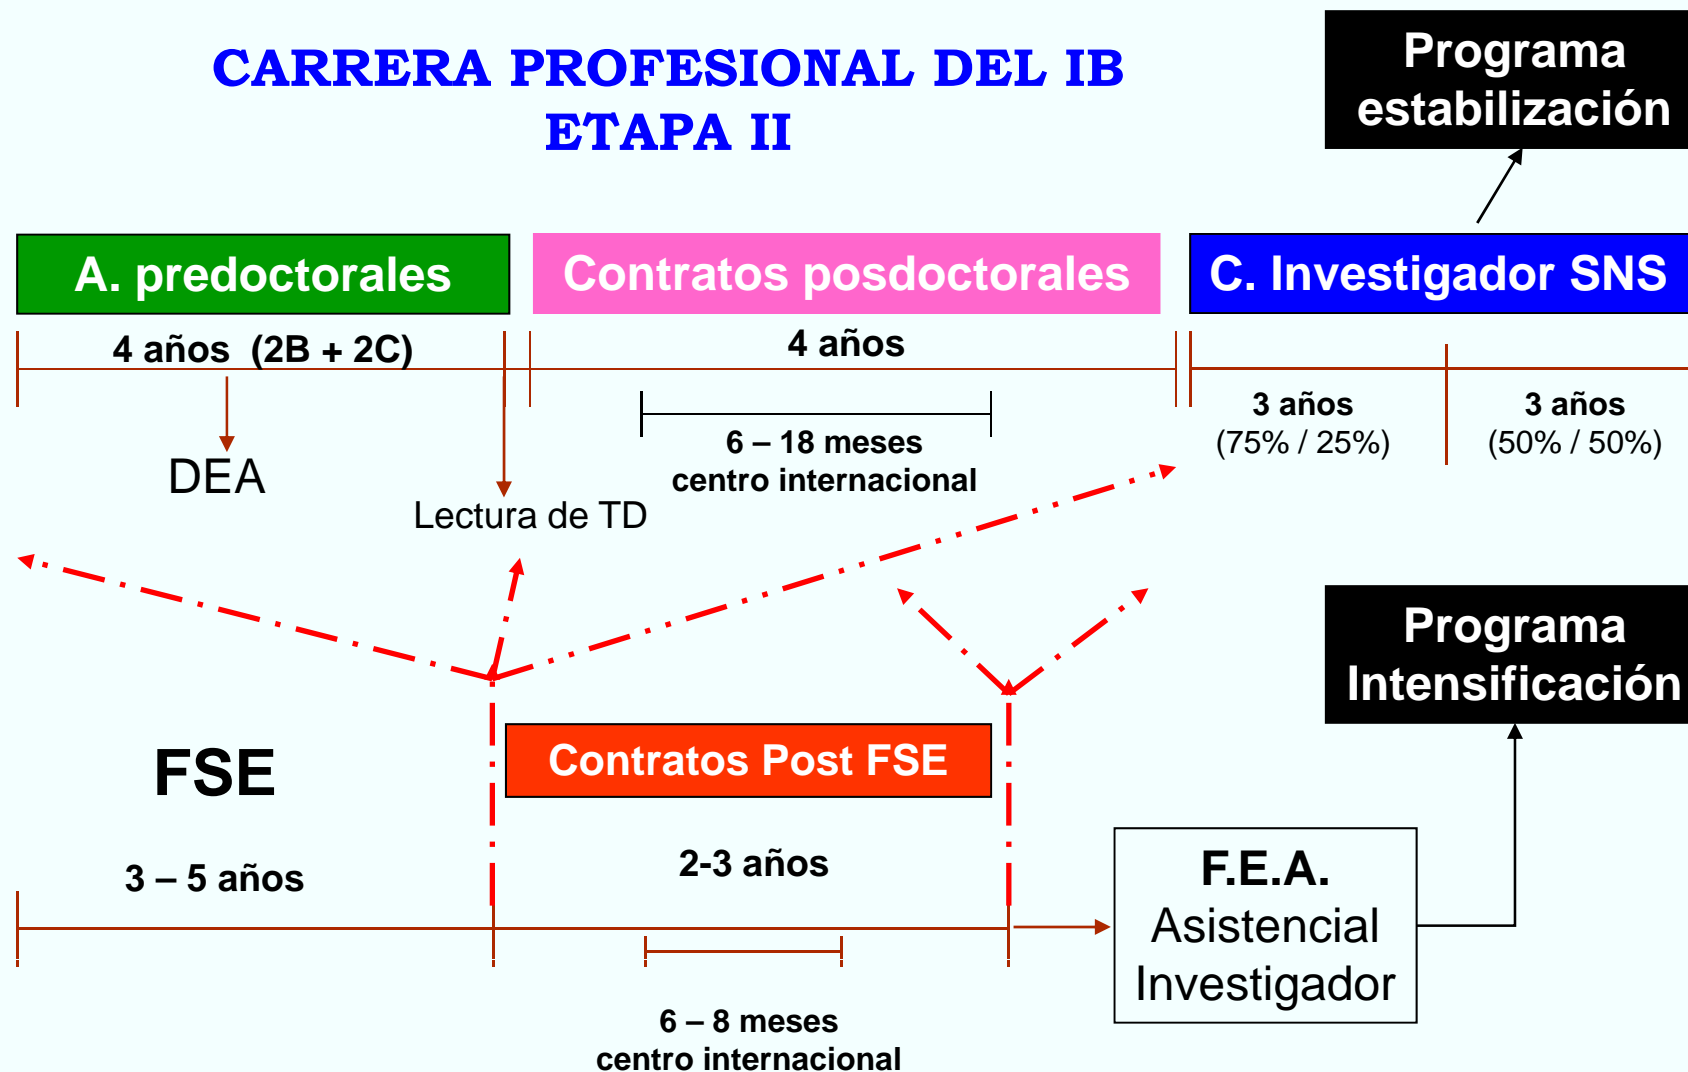 CARRERA PROFESIONAL DEL IB
ETAPA II
Programa
estabilización
A. predoctorales
Contratos posdoctorales
C. Investigador SNS
4 años (2B + 2C)
4 años
3 años
(75% / 25%)
3 años
(50% / 50%)
6 – 18 meses
centro internacional
DEA
Lectura de TD
Programa
Intensificación
FSE
Contratos Post FSE
3 – 5 años
2-3 años
F.E.A.
Asistencial
Investigador
6 – 8 meses
centro internacional